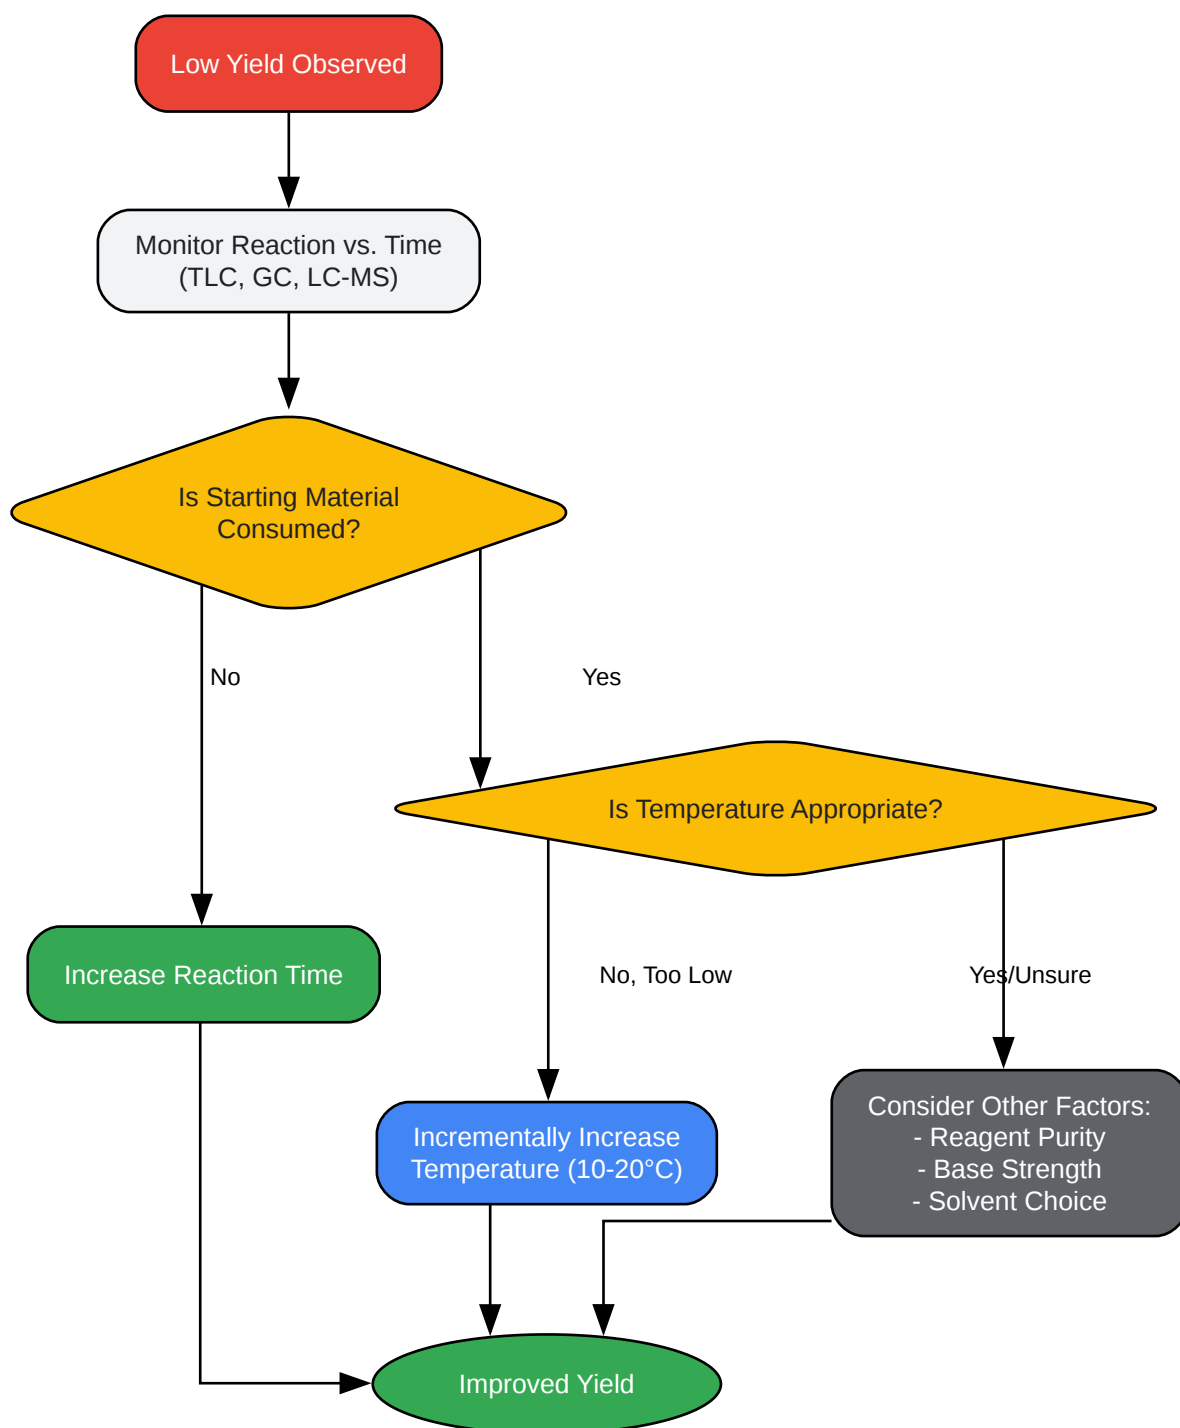 Low Yield Observed
Monitor Reaction vs. Time
(TLC, GC, LC-MS)
Is Starting Material
Consumed?
No
Yes
Is Temperature Appropriate?
Increase Reaction Time
No, Too Low
Yes/Unsure
Incrementally Increase
Temperature (10-20°C)
Consider Other Factors:
- Reagent Purity
- Base Strength
- Solvent Choice
Improved Yield